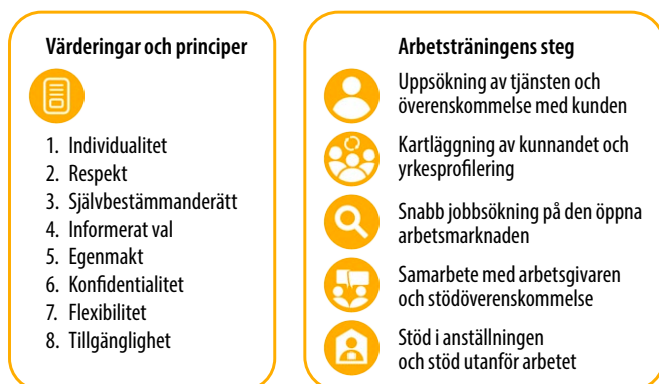 Värderingar och principer
1. Individualitet
2. Respekt
3. Självbestämmanderätt
4. Informerat val
5. Egenmakt
6. Konfidentialitet
7. Flexibilitet
8. Tillgänglighet
Arbetsträningens steg
Uppsökning av tjänsten och
överenskommelse med kunden
Kartläggning av kunnandet och
yrkesprofilering
Snabb jobbsökning på den öppna
arbetsmarknaden
Samarbete med arbetsgivaren
och stödöverenskommelse
Stöd i anställningen
och stöd utanför arbetet